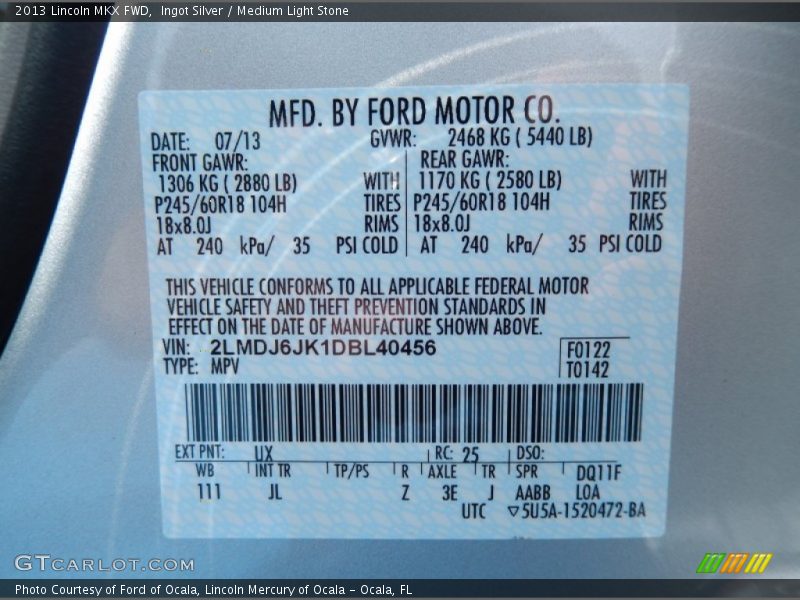 2013 Lincoln MKX FWD,  Ingot Silver / Medium Light Stone
MFD. BY FORD MOTOR CO.
DATE: 07/13 GVWR: 2468 KG ( 5440 LB)
FRONT GAWR: REAR GAWR:
1306 KG ( 2880 LB) WITH 1170 KG ( 2580 LB) WITH
P245/60R18 104H TIRES P245/60R18 104H TIRES
18x8.0J RIMS 18x8.0J RIMS
AT 240 kPa/ 35 PSI COLD AT 240 kPa/ 35 PSI COLD
THIS VEHICLE CONFORMS TO ALL APPLICABLE FEDERAL MOTOR
VEHICLE SAFETY AND THEFT PREVENTION STANDARDS IN
EFFECT ON THE DATE OF MANUFACTURE SHOWN ABOVE.
VIN: 2LMDJ6JK1DBL40456 F0122
TYPE: MPV T0142
EXT PNT: UX RC: 25 DSO:
WB INT TR TP/PS R AXLE TR SPR DQ11F
111 JL Z 3E J AABB LOA
UTC ▽5U5A-1520472-BA
GTCARLOT.COM
Photo Courtesy of Ford of Ocala, Lincoln Mercury of Ocala – Ocala, FL